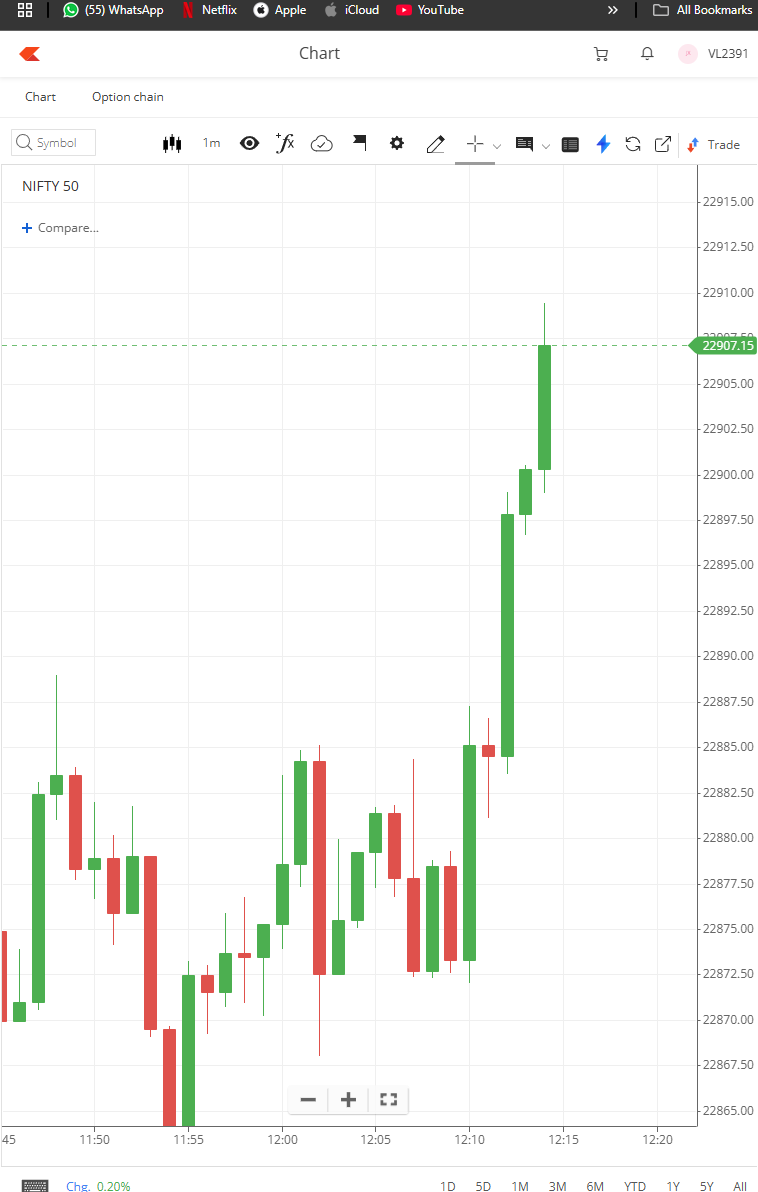 (55) WhatsApp Netflix Apple iCloud YouTube » All Bookmarks
Chart VL2391
Chart Option chain
Symbol 1m Trade
NIFTY 50
+ Compare...
22915.00
22912.50
22910.00
22907.15
22905.00
22902.50
22900.00
22897.50
22895.00
22892.50
22890.00
22887.50
22885.00
22882.50
22880.00
22877.50
22875.00
22872.50
22870.00
22867.50
22865.00
45 11:50 11:55 12:00 12:05 12:10 12:15 12:20
Chg. 0.20% 1D 5D 1M 3M 6M YTD 1Y 5Y All